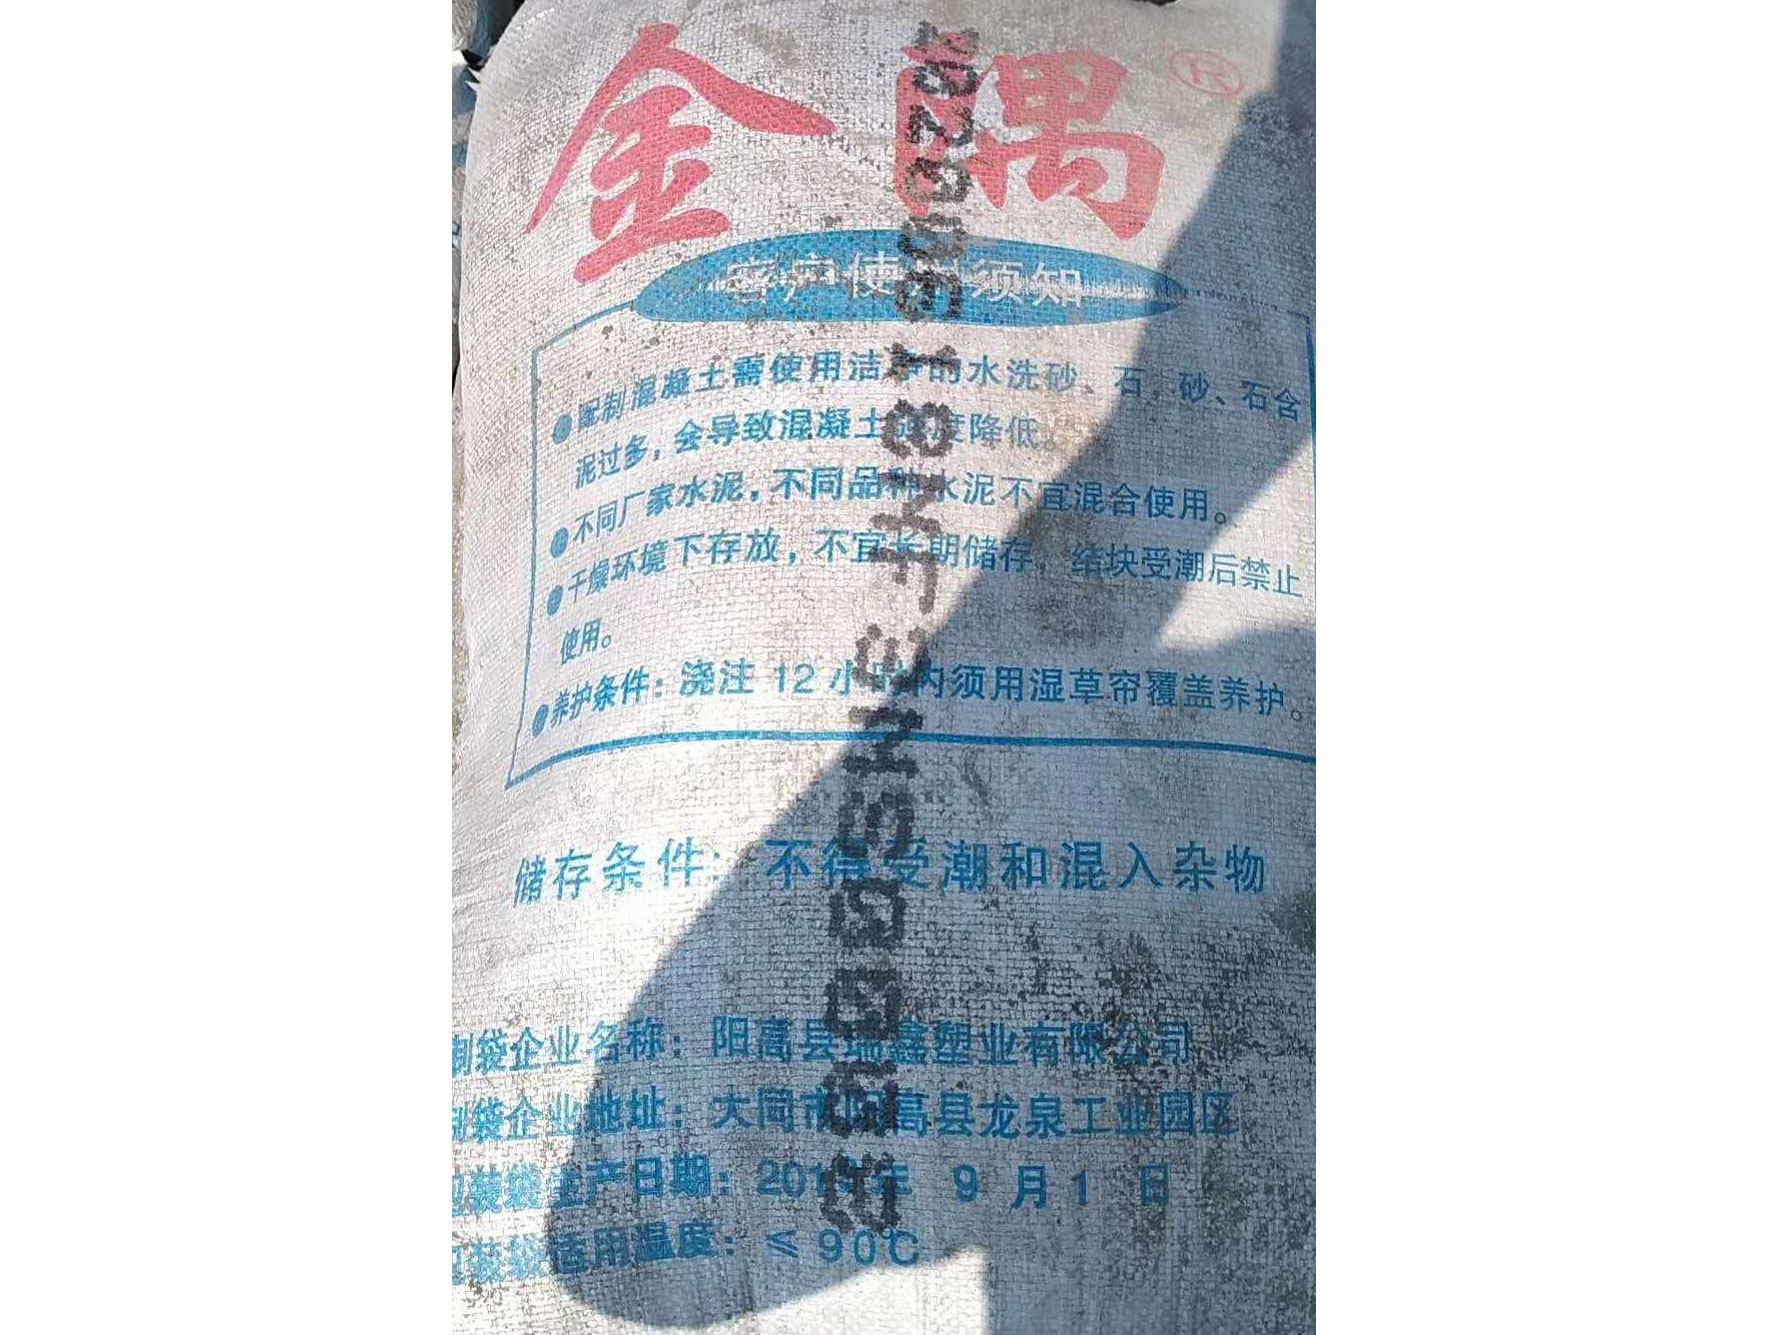 金隅®
客户使用须知
●配制混凝土需使用洁净的水洗砂、石,砂、石含
泥过多,会导致混凝土强度降低。
●不同厂家水泥,不同品种水泥不宜混合使用。
●干燥环境下存放,不宜长期储存,结块受潮后禁止
使用。
●养护条件:浇注 12 小时内须用湿草帘覆盖养护。
储存条件:不得受潮和混入杂物
制袋企业名称:阳高县瑞鑫塑业有限公司
制袋企业地址:大同市阳高县龙泉工业园区
包装袋生产日期:201 年 9 月 1 日
包装袋适用温度:≤90℃